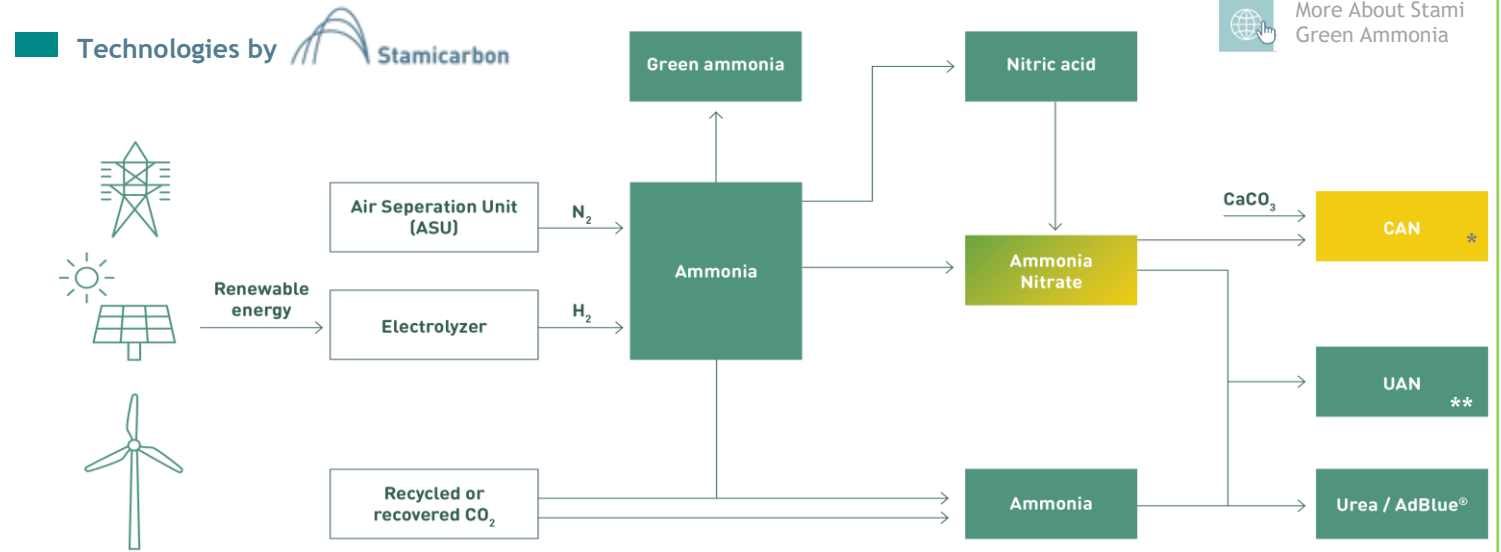 Technologies by Stamicarbon
More About Stami
Green Ammonia
Green ammonia
Nitric acid
Air Seperation Unit
(ASU)
N₂
CaCO₃
CAN
*
Ammonia
Ammonia
Nitrate
Renewable
energy
Electrolyzer
H₂
UAN
**
Recycled or
recovered CO₂
Ammonia
Urea / AdBlue®